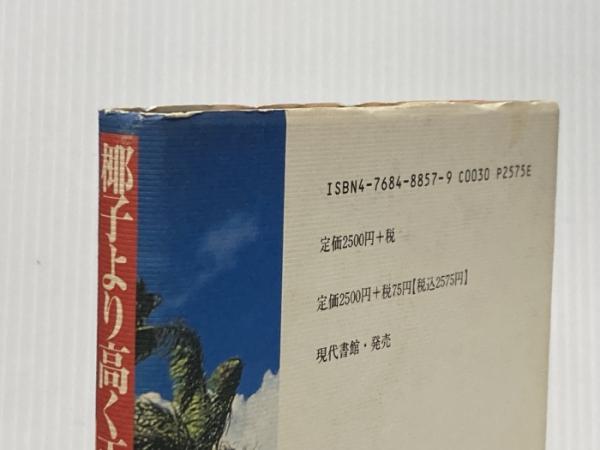 椰子より高く
ISBN4-7684-8857-9 C0030 P2575E
定価2500円+税
定価2500円+税75円【税込2575円】
現代書館・発売